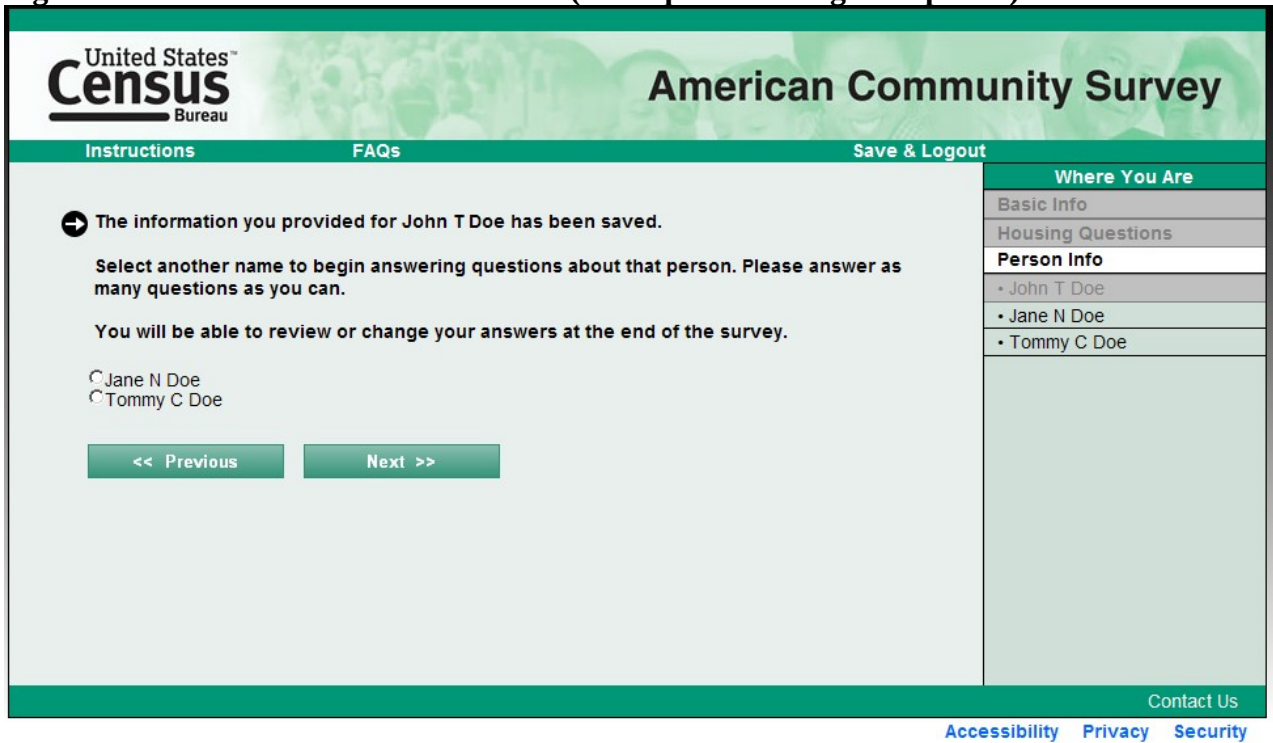 United States™
Census
Bureau
American Community Survey
Instructions FAQs Save & Logout
Where You Are
Basic Info
Housing Questions
Person Info
• John T Doe
• Jane N Doe
• Tommy C Doe
The information you provided for John T Doe has been saved.
Select another name to begin answering questions about that person. Please answer as
many questions as you can.
You will be able to review or change your answers at the end of the survey.
Jane N Doe
Tommy C Doe
<< Previous Next >>
Contact Us
Accessibility Privacy Security